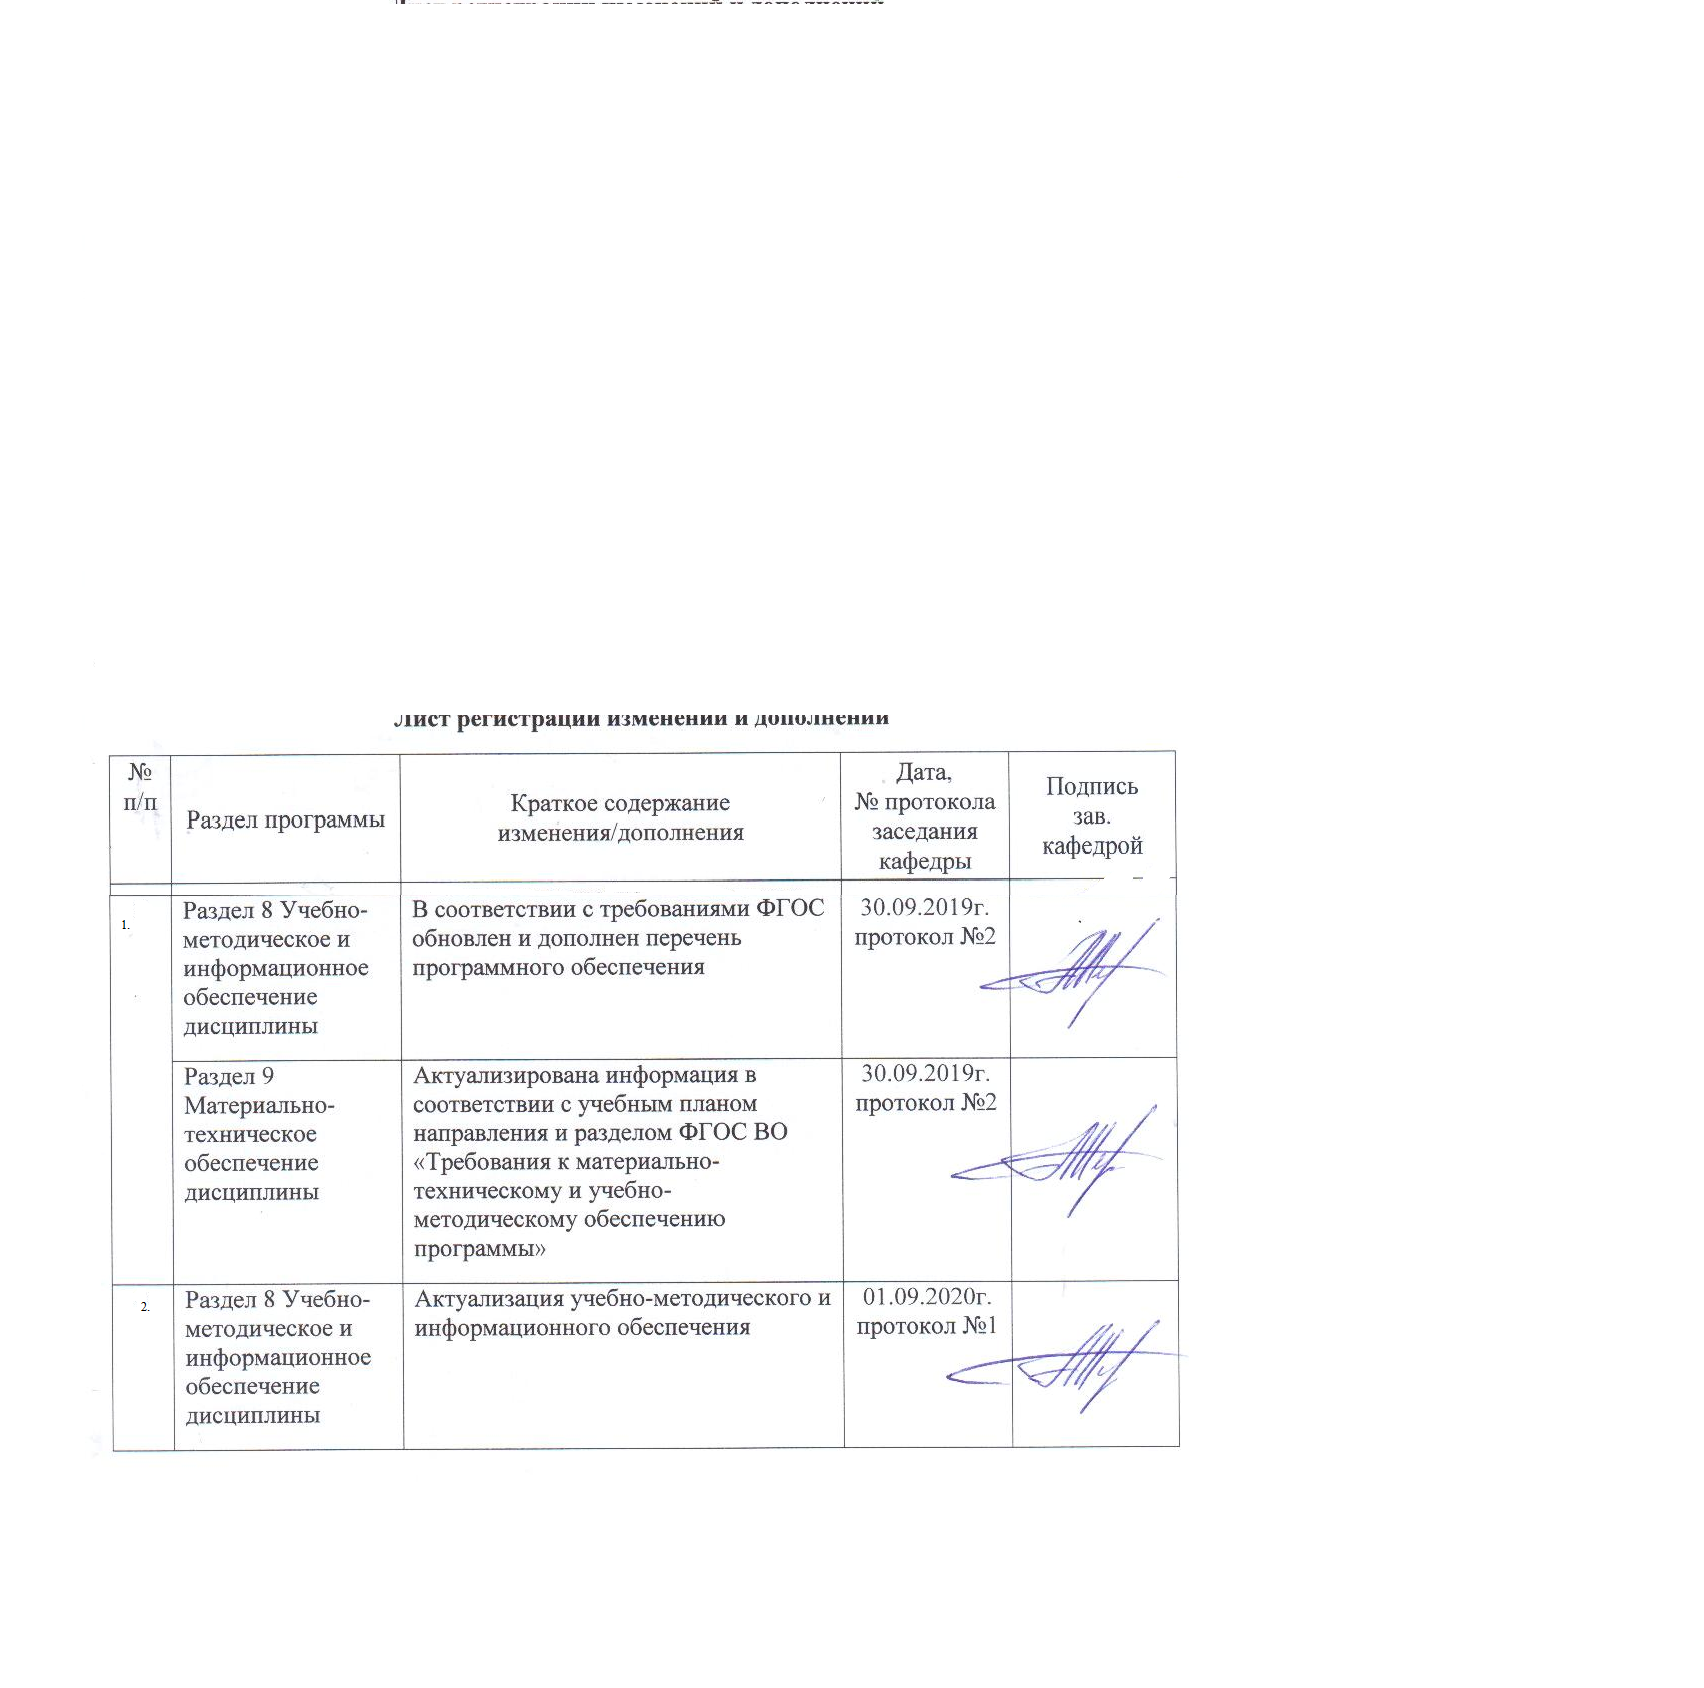 Лист регистрации изменений и дополнений
Лист регистрации изменений и дополнений
№
п/п
Раздел программы
Краткое содержание
изменения/дополнения
Дата,
№ протокола
заседания
кафедры
Подпись
зав.
кафедрой
1.
Раздел 8 Учебно-
методическое и
информационное
обеспечение
дисциплины
В соответствии с требованиями ФГОС
обновлен и дополнен перечень
программного обеспечения
30.09.2019г.
протокол №2
Раздел 9
Материально-
техническое
обеспечение
дисциплины
Актуализирована информация в
соответствии с учебным планом
направления и разделом ФГОС ВО
«Требования к материально-
техническому и учебно-
методическому обеспечению
программы»
30.09.2019г.
протокол №2
2.
Раздел 8 Учебно-
методическое и
информационное
обеспечение
дисциплины
Актуализация учебно-методического и
информационного обеспечения
01.09.2020г.
протокол №1